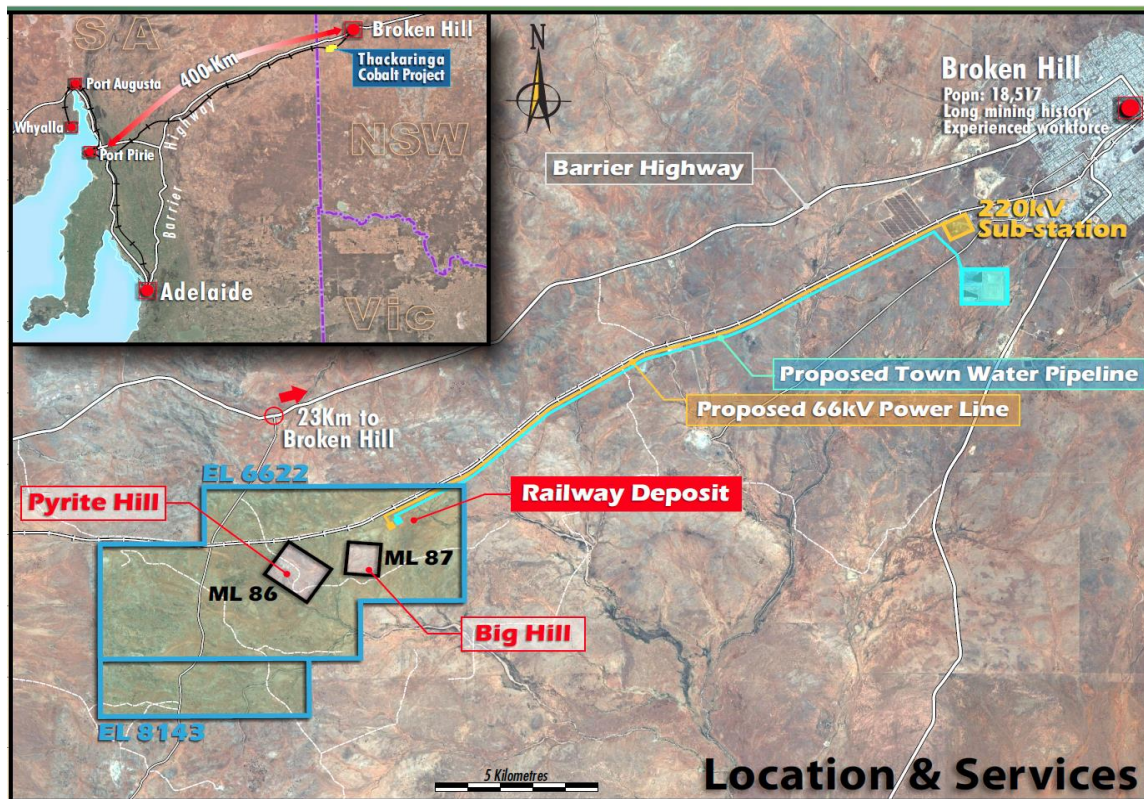 SA
Broken Hill
400 Km
Thackaringa
Cobalt Project
Port Augusta
Whyalla
Port Pirie
Highway
Barrier
NSW
Adelaide
Vic
N
Broken Hill
Popn: 18,517
Long mining history
Experienced workforce
Barrier Highway
220kV
Sub-station
Proposed Town Water Pipeline
Proposed 66kV Power Line
23Km to
Broken Hill
EL 6622
Pyrite Hill
Railway Deposit
ML 87
ML 86
Big Hill
EL 8143
5 Kilometres
Location & Services